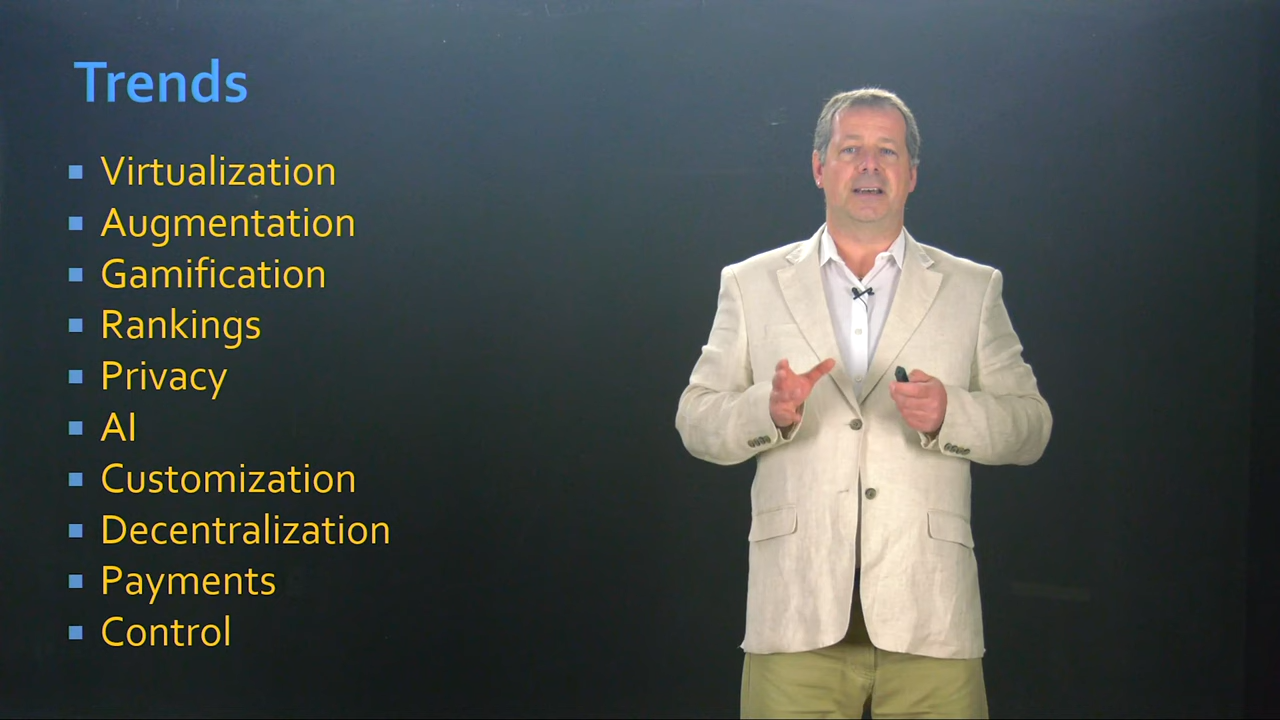 Trends
Virtualization
Augmentation
Gamification
Rankings
Privacy
AI
Customization
Decentralization
Payments
Control